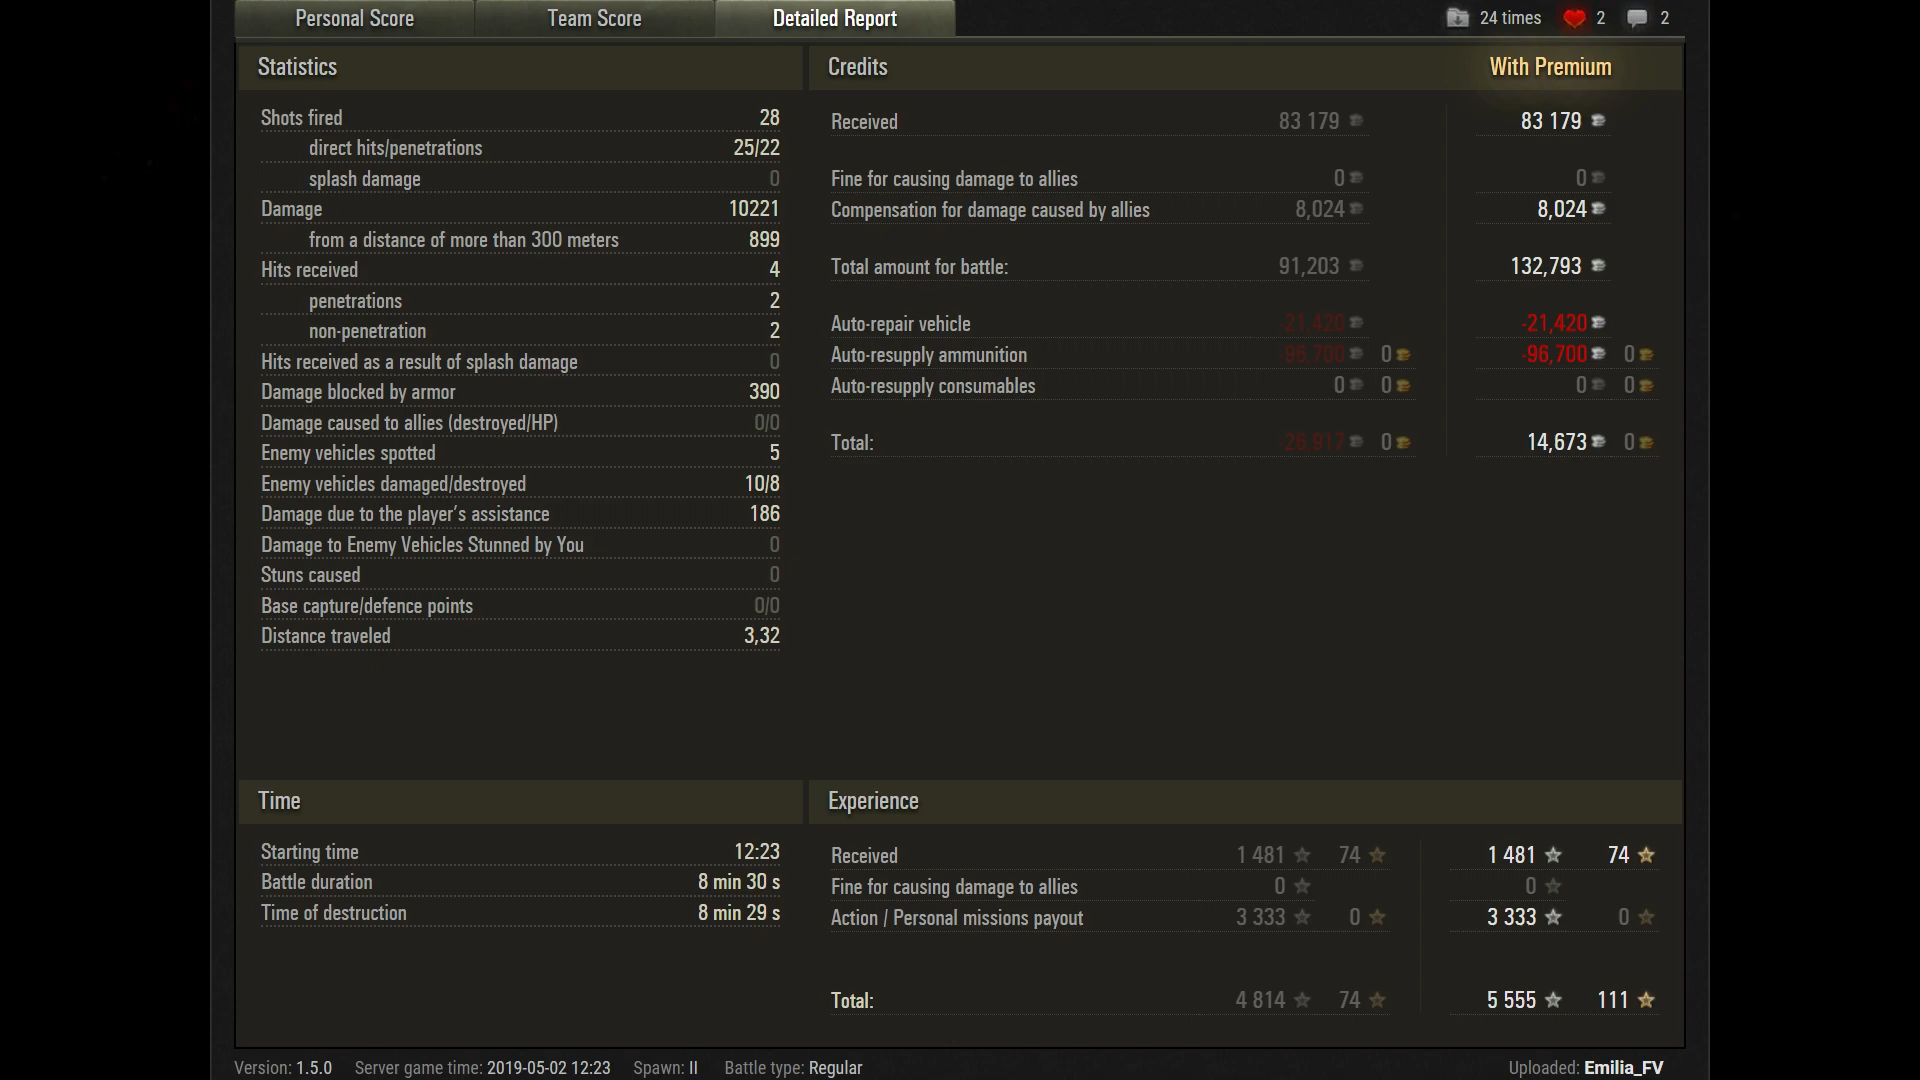 Personal Score Team Score Detailed Report 24 times 2 2
Statistics
Shots fired 28
direct hits/penetrations 25/22
splash damage 0
Damage 10221
from a distance of more than 300 meters 899
Hits received 4
penetrations 2
non-penetration 2
Hits received as a result of splash damage 0
Damage blocked by armor 390
Damage caused to allies (destroyed/HP) 0/0
Enemy vehicles spotted 5
Enemy vehicles damaged/destroyed 10/8
Damage due to the player's assistance 186
Damage to Enemy Vehicles Stunned by You 0
Stuns caused 0
Base capture/defence points 0/0
Distance traveled 3,32
Credits With Premium
Received 83 179 83 179
Fine for causing damage to allies 0 0
Compensation for damage caused by allies 8,024 8,024
Total amount for battle: 91,203 132,793
Auto-repair vehicle -21,420 -21,420
Auto-resupply ammunition -96,700 0 -96,700 0
Auto-resupply consumables 0 0 0 0
Total: -26,917 0 14,673 0
Time
Starting time 12:23
Battle duration 8 min 30 s
Time of destruction 8 min 29 s
Experience
Received 1 481 74 1 481 74
Fine for causing damage to allies 0 0
Action / Personal missions payout 3 333 0 3 333 0
Total: 4 814 74 5 555 111
Version: 1.5.0 Server game time: 2019-05-02 12:23 Spawn: II Battle type: Regular Uploaded: Emilia_FV